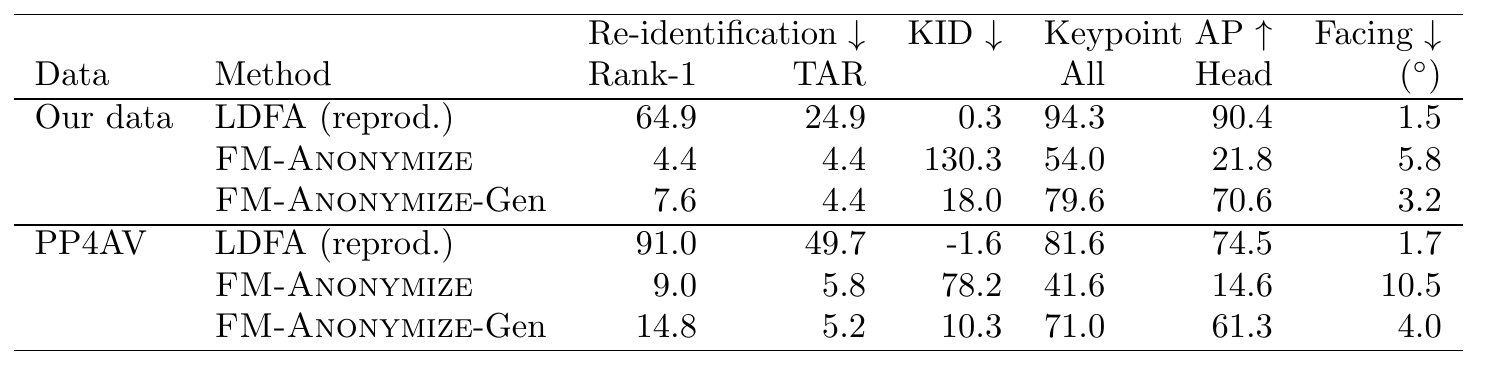 Re-identification ↓ KID ↓ Keypoint AP ↑ Facing ↓
Data Method Rank-1 TAR All Head (°)
Our data LDFA (reprod.) 64.9 24.9 0.3 94.3 90.4 1.5
FM-ANONYMIZE 4.4 4.4 130.3 54.0 21.8 5.8
FM-ANONYMIZE-Gen 7.6 4.4 18.0 79.6 70.6 3.2
PP4AV LDFA (reprod.) 91.0 49.7 -1.6 81.6 74.5 1.7
FM-ANONYMIZE 9.0 5.8 78.2 41.6 14.6 10.5
FM-ANONYMIZE-Gen 14.8 5.2 10.3 71.0 61.3 4.0